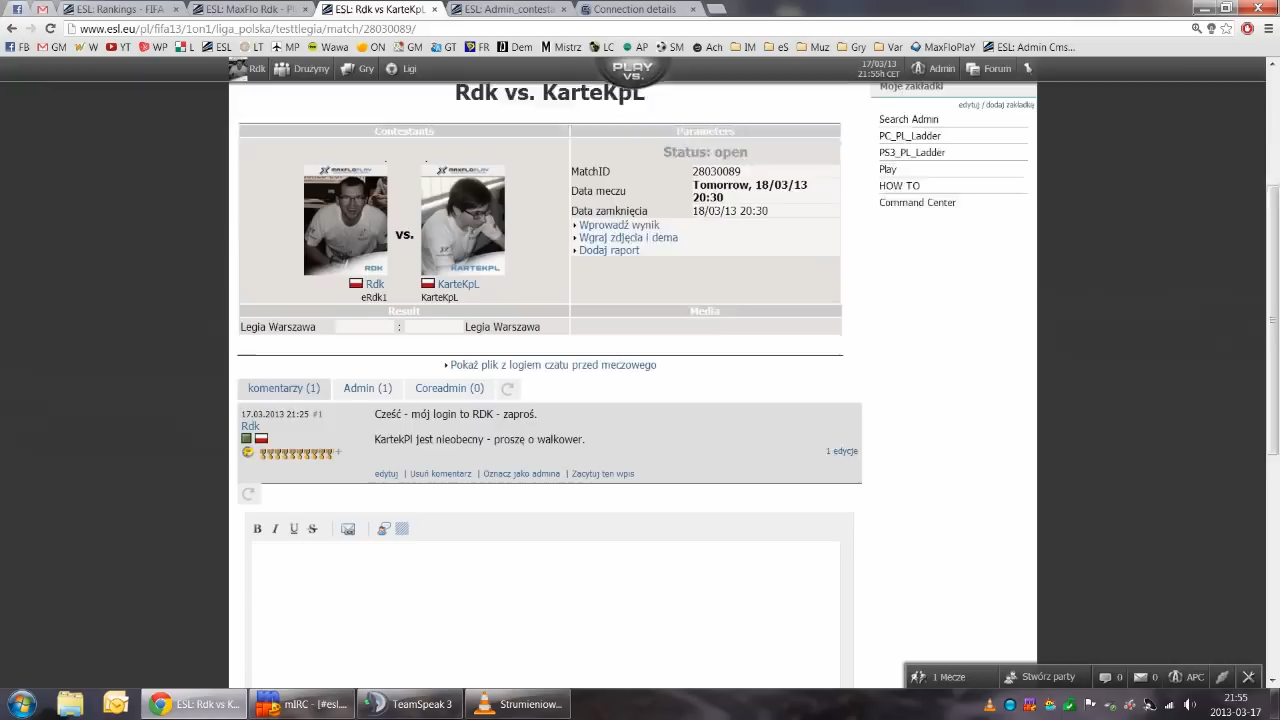 ESL: Rankings - FIFA
ESL: MaxFlo Rdk - Pl
ESL: Rdk vs KarteKpL
ESL: Admin_contesta
Connection details
www.esl.eu/pl/fifa13/1on1/liga_polska/testtlegia/match/28030089/
FB GM W YT WP L ESL LT MP Wawa ON GM GT FR Dem Mistrz LC AP SM Ach IM eS Muz Gry Var MaxFloPlaY ESL: Admin Cms...
Rdk Drużyny Gry Ligi
PLAY VS.
17/03/13
21:55h CET
Admin Forum
Rdk vs. KarteKpL
Moje zakładki
edytuj / dodaj zakładkę
Search Admin
PC_PL_Ladder
PS3_PL_Ladder
Play
HOW TO
Command Center
Contestants
Parameters
Status: open
MatchID 28030089
Data meczu Tomorrow, 18/03/13 20:30
Data zamknięcia 18/03/13 20:30
Wprowadź wynik
Wgraj zdjęcia i dema
Dodaj raport
MAXFLOPLAY
RDK
vs.
MAXFLOPLAY
KARTEKPL
Rdk
eRdk1
KarteKpL
KarteKpL
Result
Media
Legia Warszawa : Legia Warszawa
Pokaż plik z logiem czatu przed meczowego
komentarzy (1) Admin (1) Coreadmin (0)
17.03.2013 21:25 #1
Rdk
Cześć - mój login to RDK - zaproś.
KartekPl jest nieobecny - proszę o walkower.
1 edycje
edytuj | Usuń komentarz | Oznacz jako admina | Zacytuj ten wpis
B I U S
1 Mecze Stwórz party 0 0 APC
ESL: Rdk vs K...
mIRC - [#esl...
TeamSpeak 3
Strumieniow...
PL
21:55
2013-03-17